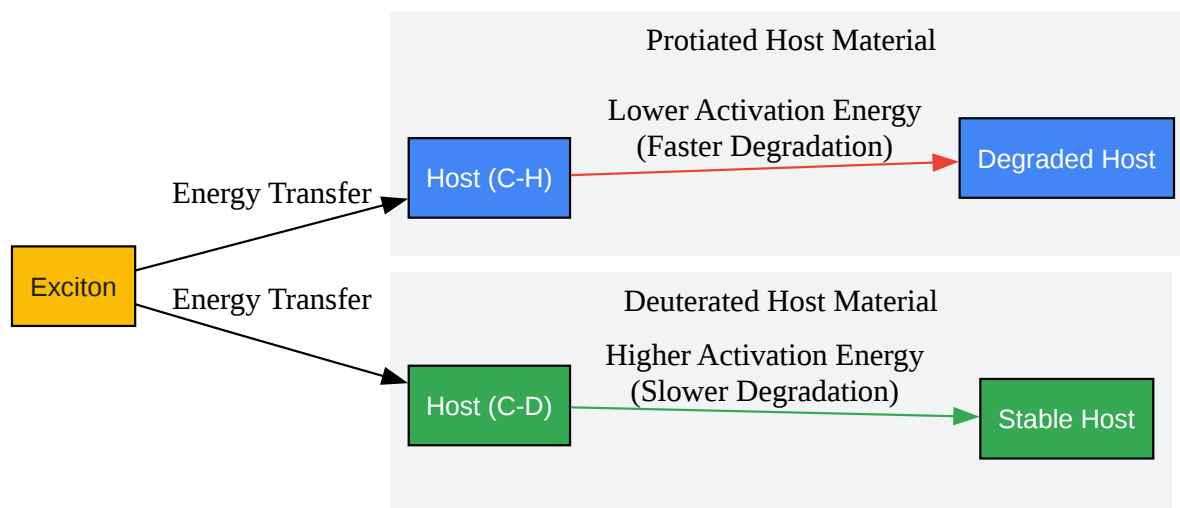 Protiated Host Material
Lower Activation Energy
(Faster Degradation)
Host (C-H)
Degraded Host
Energy Transfer
Exciton
Energy Transfer
Deuterated Host Material
Higher Activation Energy
(Slower Degradation)
Host (C-D)
Stable Host